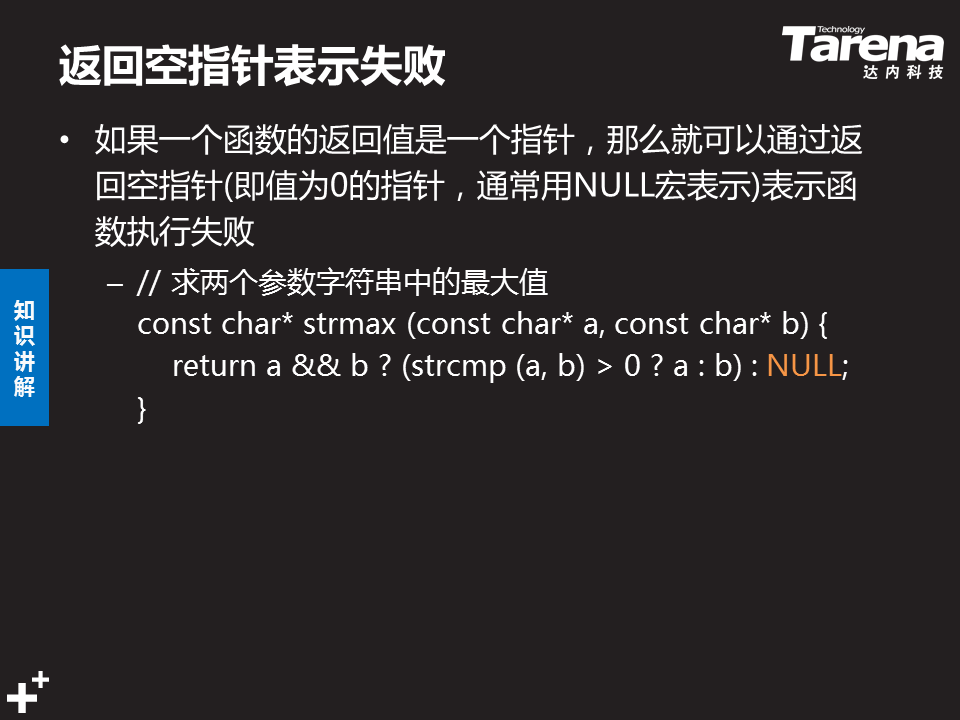 返回空指针表示失败
Technology
Tarena
达内科技
• 如果一个函数的返回值是一个指针，那么就可以通过返
回空指针(即值为0的指针，通常用NULL宏表示)表示函
数执行失败
– // 求两个参数字符串中的最大值
const char* strmax (const char* a, const char* b) {
return a && b ? (strcmp (a, b) > 0 ? a : b) : NULL;
}
知识讲解